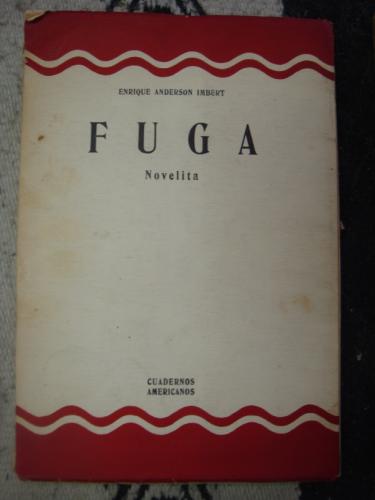 ENRIQUE ANDERSON IMBERT
FUGA
Novelita
CUADERNOS
AMERICANOS